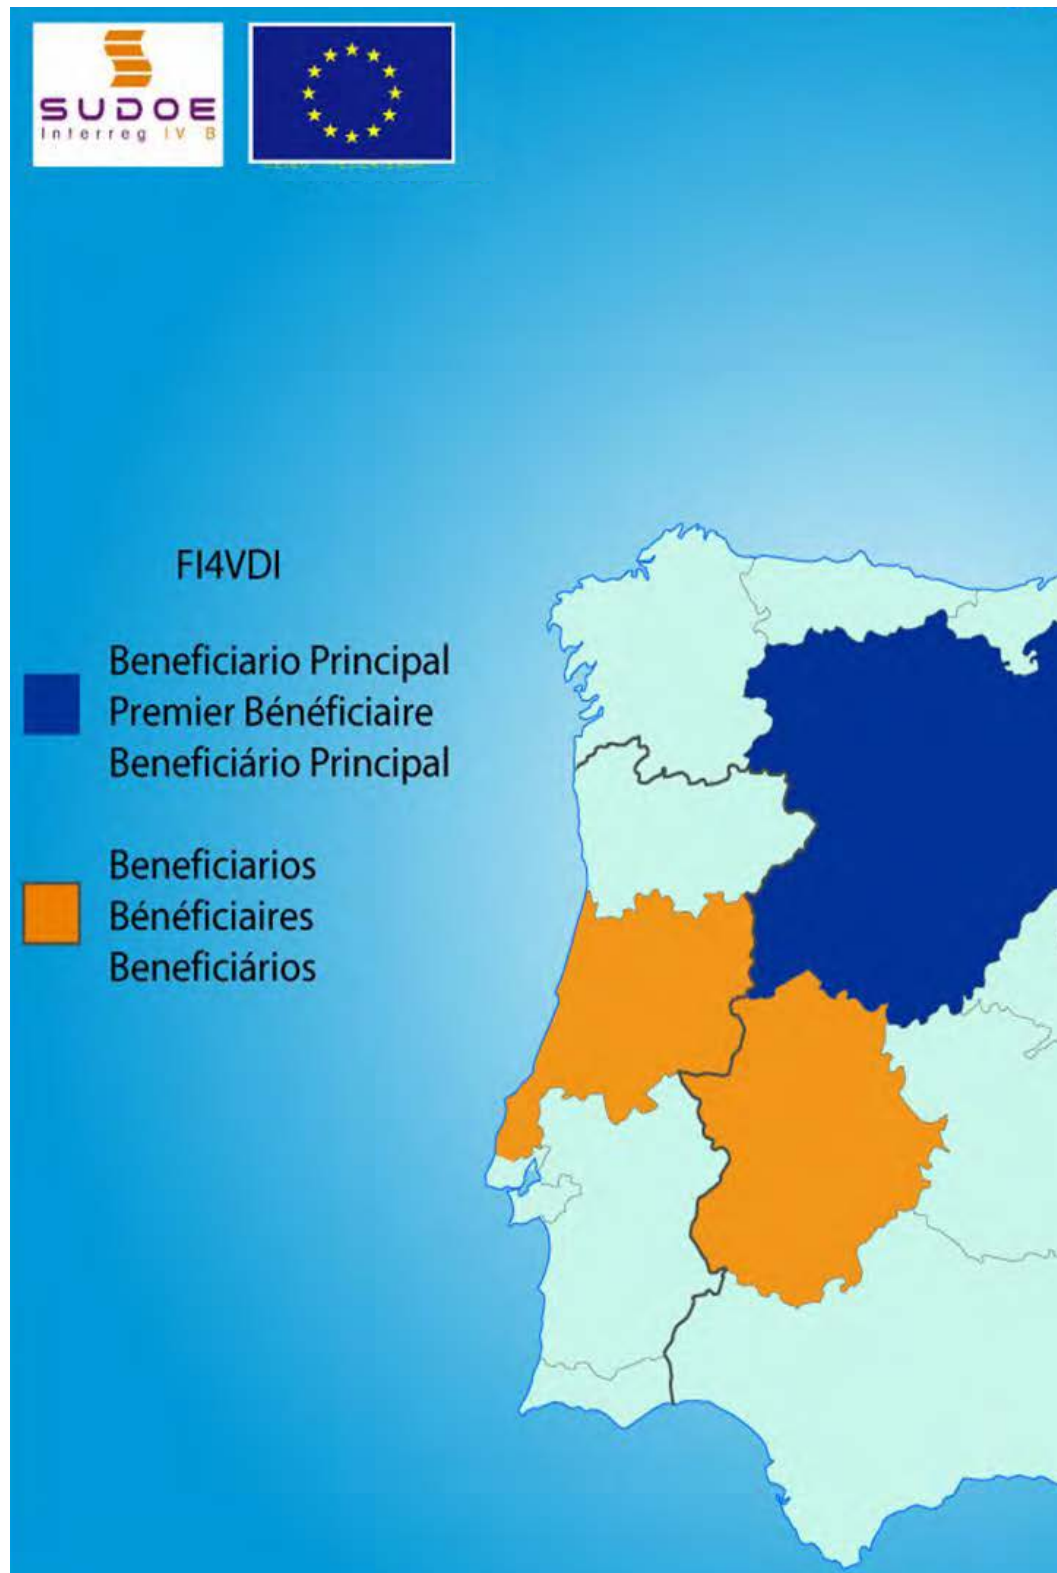 SUDOE
Interreg IV B
FI4VDI
Beneficiario Principal
Premier Bénéficiaire
Beneficiário Principal
Beneficiarios
Bénéficiaires
Beneficiários